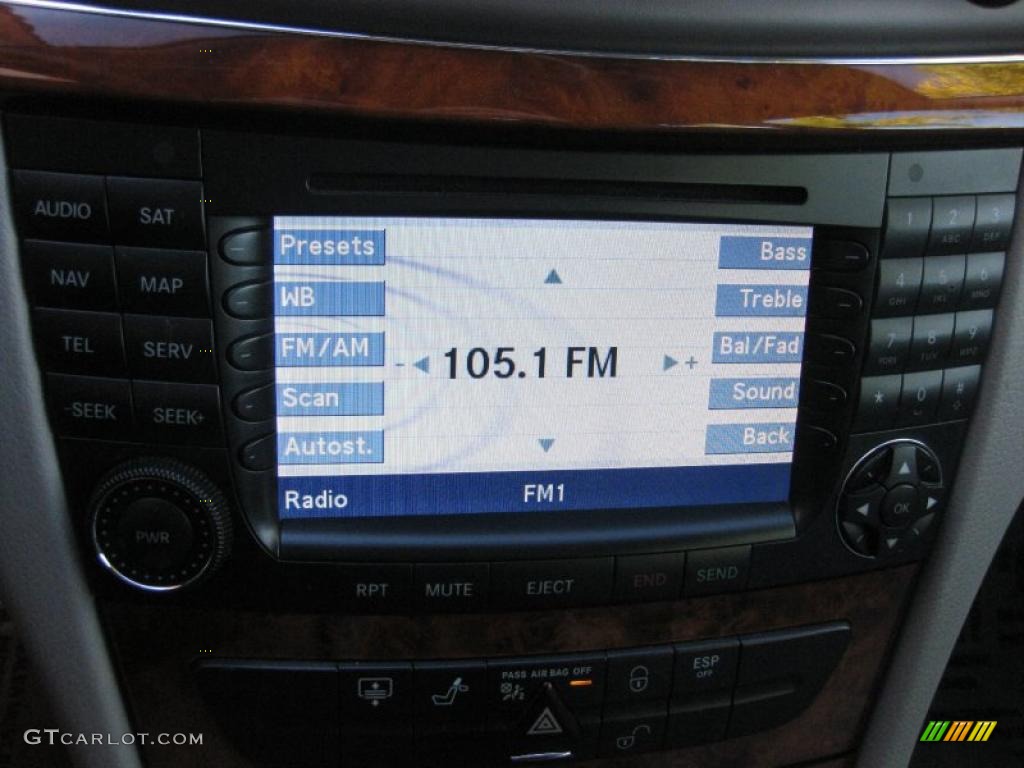 AUDIO SAT
NAV MAP
TEL SERV
-SEEK SEEK+
PWR
Presets
WB
FM/AM
Scan
Autost.
- 105.1 FM +
Bass
Treble
Bal/Fad
Sound
Back
Radio FM1
1 2 ABC 3 DEF
4 GHI 5 JKL 6 MNO
7 PQRS 8 TUV 9 WXYZ
* 0 #
OK
RPT MUTE EJECT END SEND
PASS AIR BAG OFF
ESP
OFF
GTCARLOT.COM